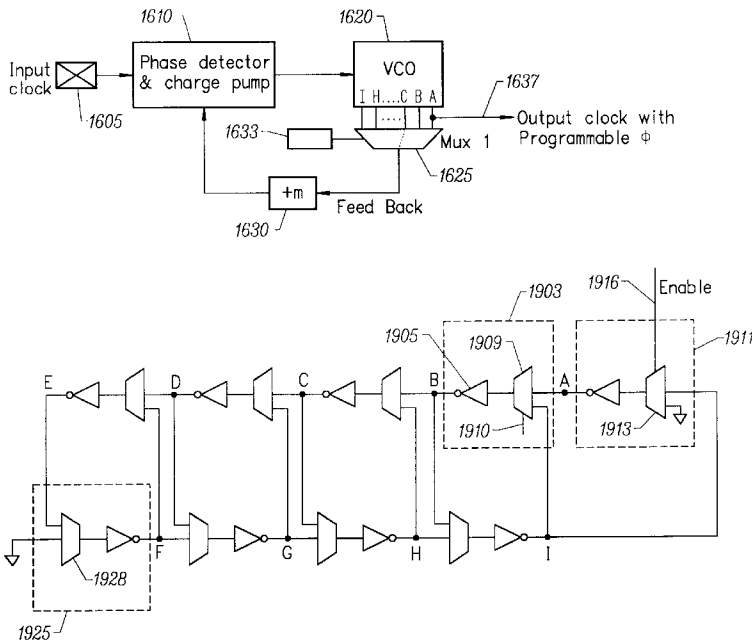 1610
1620
Input
clock
1605
Phase detector
& charge pump
VCO
I H....C B A
.....
1637
Output clock with
Programmable ϕ
1633
Mux 1
1625
+m
1630
Feed Back
1916
Enable
1903
1911
1905
1909
E
D
C
B
A
1910
1913
F
G
H
I
1928
1925